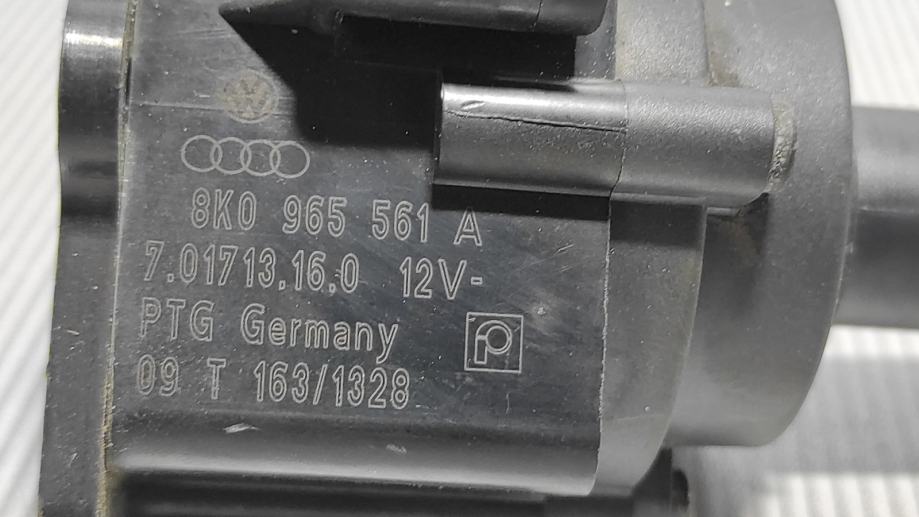 8K0 965 561 A
7.01713.16.0 12V-
PTG Germany
09 T 163/1328